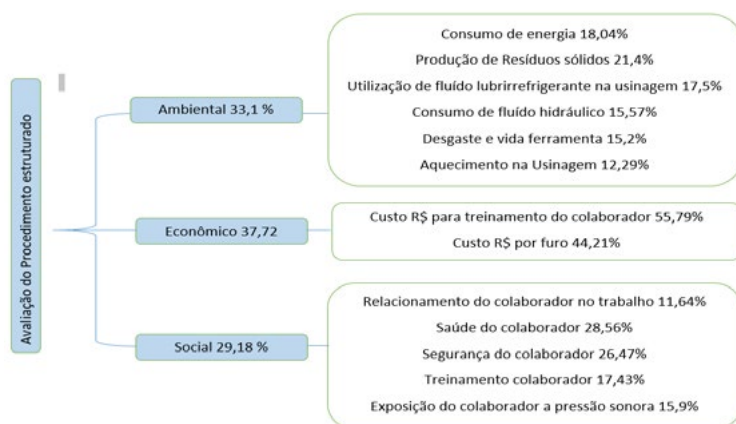 Avaliação do Procedimento estruturado
Ambiental 33,1 %
Consumo de energia 18,04%
Produção de Resíduos sólidos 21,4%
Utilização de fluído lubrirrefrigerante na usinagem 17,5%
Consumo de fluído hidráulico 15,57%
Desgaste e vida ferramenta 15,2%
Aquecimento na Usinagem 12,29%
Econômico 37,72
Custo R$ para treinamento do colaborador 55,79%
Custo R$ por furo 44,21%
Social 29,18 %
Relacionamento do colaborador no trabalho 11,64%
Saúde do colaborador 28,56%
Segurança do colaborador 26,47%
Treinamento colaborador 17,43%
Exposição do colaborador a pressão sonora 15,9%